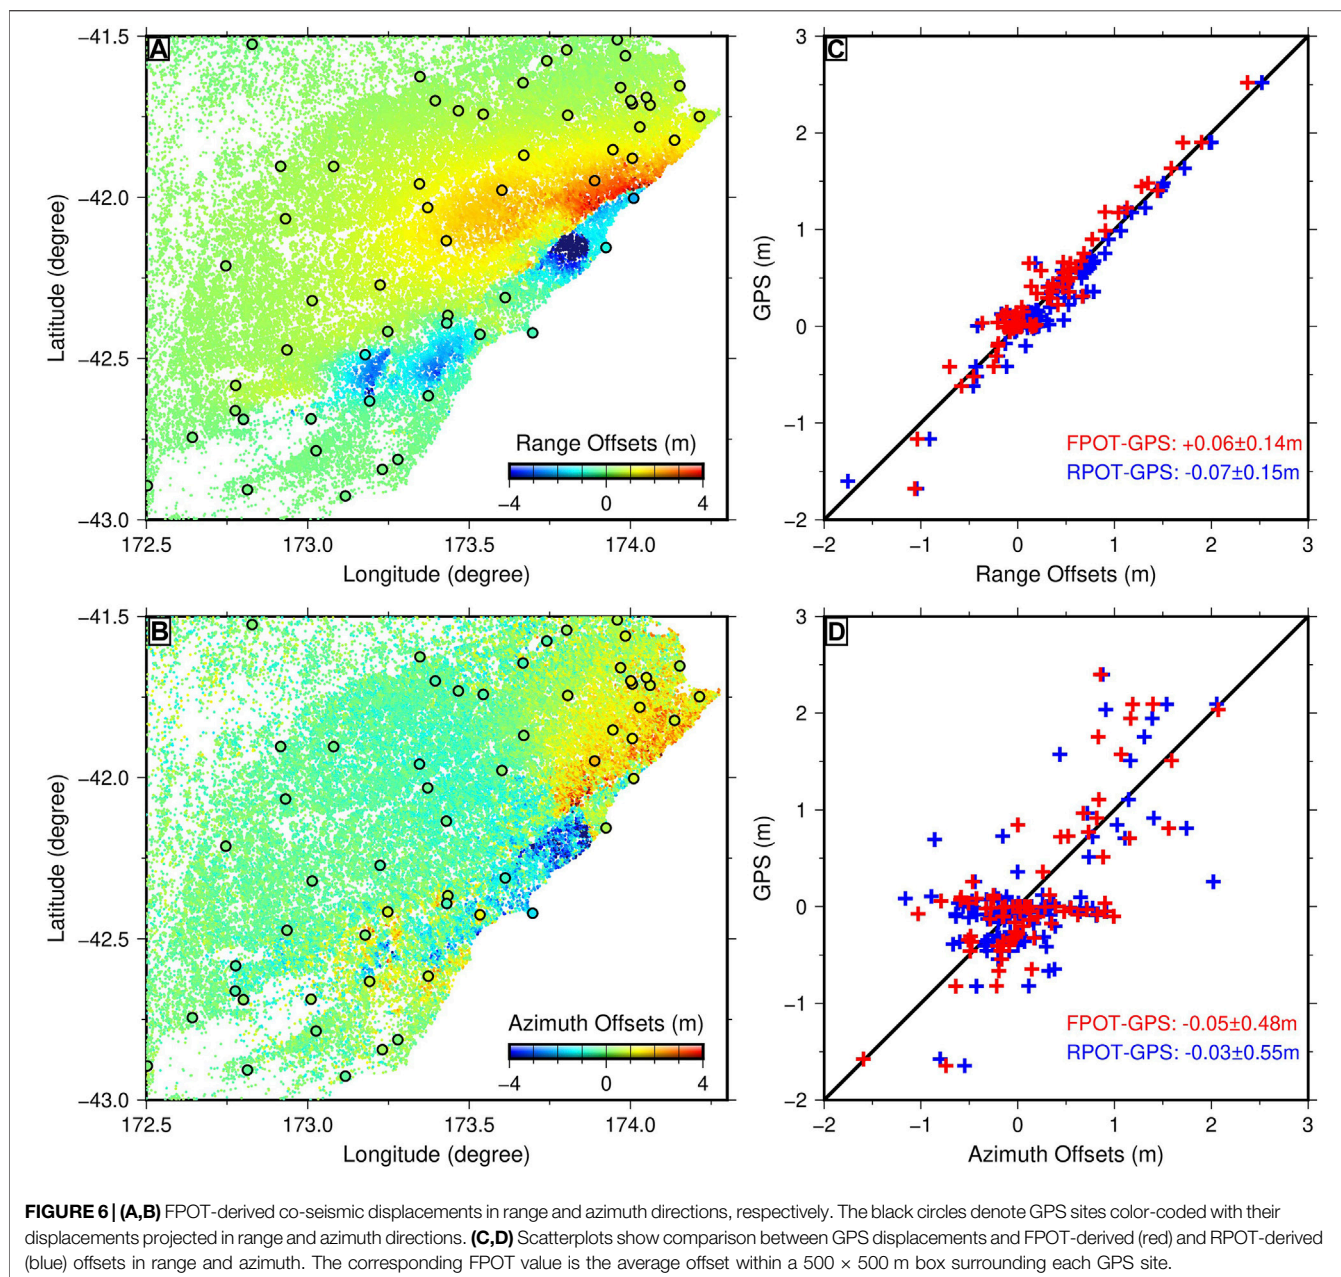 A
−41.5
−42.0
−42.5
−43.0
Latitude (degree)
Range Offsets (m)
−4 0 4
172.5 173.0 173.5 174.0
Longitude (degree)
C
3
2
1
0
−1
−2
GPS (m)
FPOT-GPS: +0.06±0.14m
RPOT-GPS: -0.07±0.15m
−2 −1 0 1 2 3
Range Offsets (m)
B
−41.5
−42.0
−42.5
−43.0
Latitude (degree)
Azimuth Offsets (m)
−4 0 4
172.5 173.0 173.5 174.0
Longitude (degree)
D
3
2
1
0
−1
−2
GPS (m)
FPOT-GPS: -0.05±0.48m
RPOT-GPS: -0.03±0.55m
−2 −1 0 1 2 3
Azimuth Offsets (m)
FIGURE 6 | (A,B) FPOT-derived co-seismic displacements in range and azimuth directions, respectively. The black circles denote GPS sites color-coded with their
displacements projected in range and azimuth directions. (C,D) Scatterplots show comparison between GPS displacements and FPOT-derived (red) and RPOT-derived
(blue) offsets in range and azimuth. The corresponding FPOT value is the average offset within a 500 × 500 m box surrounding each GPS site.